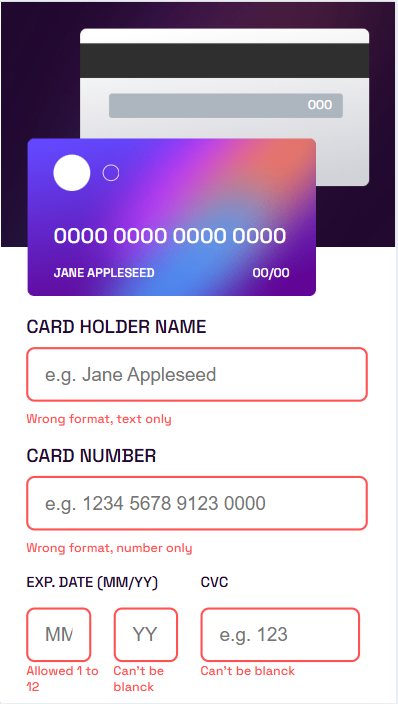 000
0000 0000 0000 0000
JANE APPLESEED 00/00
CARD HOLDER NAME
e.g. Jane Appleseed
Wrong format, text only
CARD NUMBER
e.g. 1234 5678 9123 0000
Wrong format, number only
EXP. DATE (MM/YY) CVC
MM YY e.g. 123
Allowed 1 to Can't be Can't be blanck
12 blanck